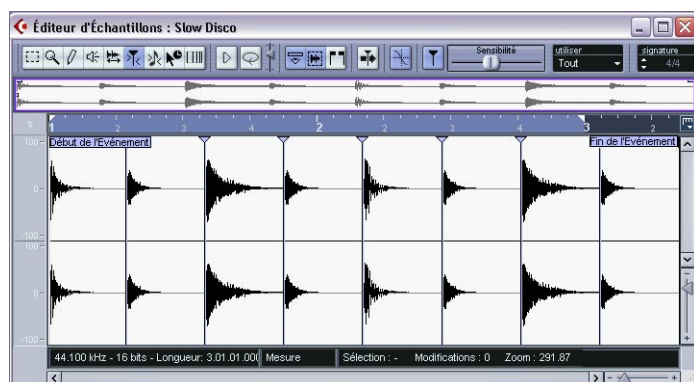 Éditeur d'Échantillons : Slow Disco
Sensibilité
utiliser
Tout
signature
4/4
% 1 2 3 4 2 2 3 4 3 2
Début de l'Evénement
Fin de l'Evénement
100
0
-100
100
0
-100
44.100 kHz - 16 bits - Longueur: 3.01.01.000 Mesure Sélection : - Modifications : 0 Zoom : 291.87